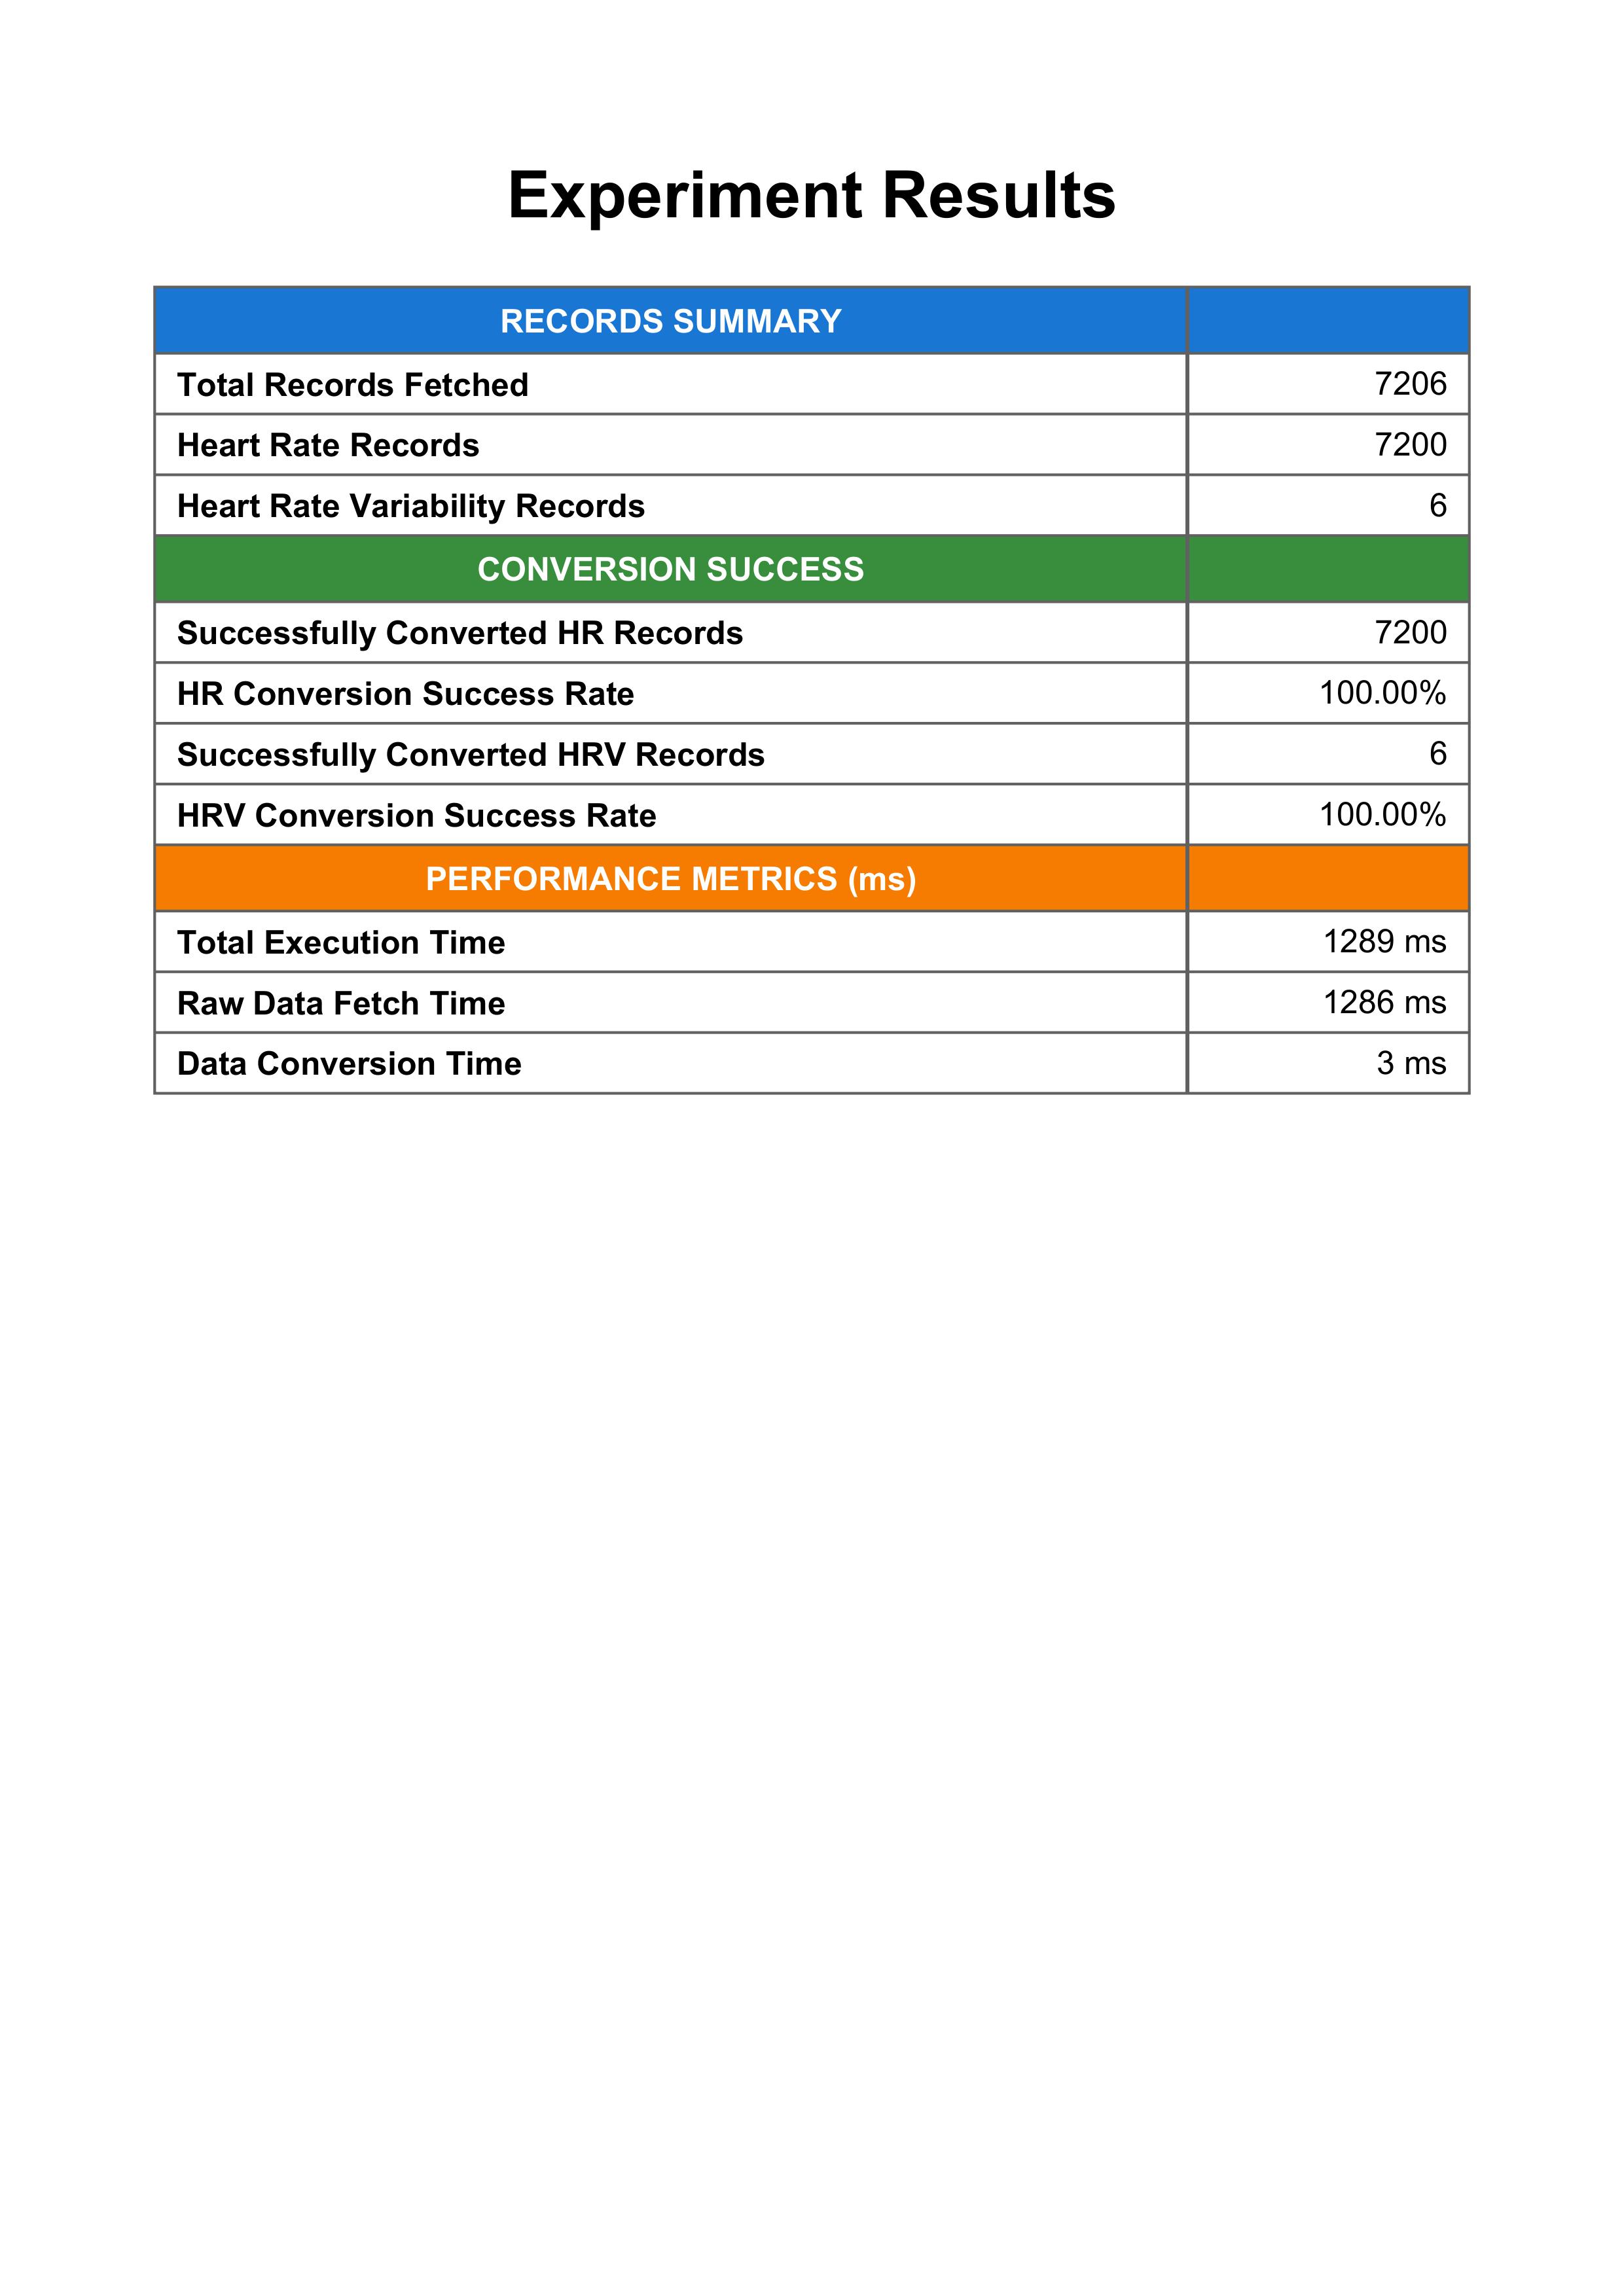 Experiment Results
RECORDS SUMMARY
Total Records Fetched 7206
Heart Rate Records 7200
Heart Rate Variability Records 6
CONVERSION SUCCESS
Successfully Converted HR Records 7200
HR Conversion Success Rate 100.00%
Successfully Converted HRV Records 6
HRV Conversion Success Rate 100.00%
PERFORMANCE METRICS (ms)
Total Execution Time 1289 ms
Raw Data Fetch Time 1286 ms
Data Conversion Time 3 ms